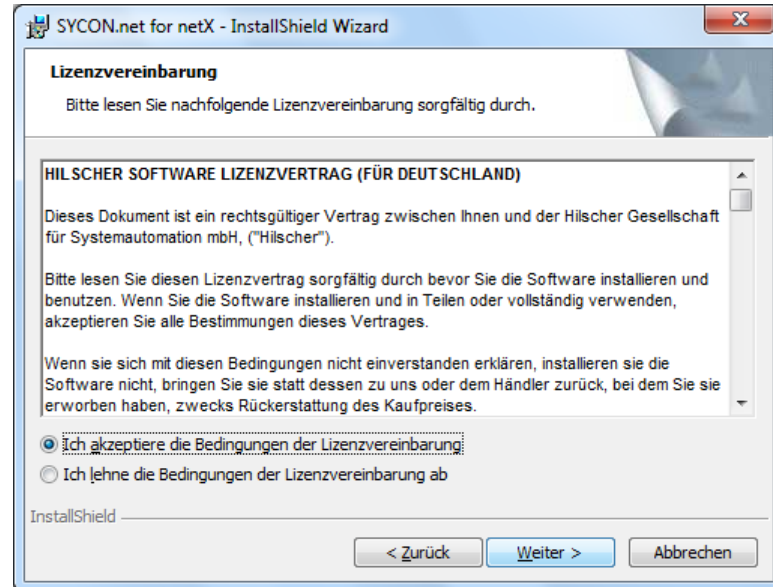 SYCON.net for netX - InstallShield Wizard
Lizenzvereinbarung
Bitte lesen Sie nachfolgende Lizenzvereinbarung sorgfältig durch.
HILSCHER SOFTWARE LIZENZVERTRAG (FÜR DEUTSCHLAND)
Dieses Dokument ist ein rechtsgültiger Vertrag zwischen Ihnen und der Hilscher Gesellschaft
für Systemautomation mbH, ("Hilscher").
Bitte lesen Sie diesen Lizenzvertrag sorgfältig durch bevor Sie die Software installieren und
benutzen. Wenn Sie die Software installieren und in Teilen oder vollständig verwenden,
akzeptieren Sie alle Bestimmungen dieses Vertrages.
Wenn sie sich mit diesen Bedingungen nicht einverstanden erklären, installieren sie die
Software nicht, bringen Sie sie statt dessen zu uns oder dem Händler zurück, bei dem Sie sie
erworben haben, zwecks Rückerstattung des Kaufpreises.
Ich akzeptiere die Bedingungen der Lizenzvereinbarung
Ich lehne die Bedingungen der Lizenzvereinbarung ab
InstallShield
< Zurück Weiter > Abbrechen